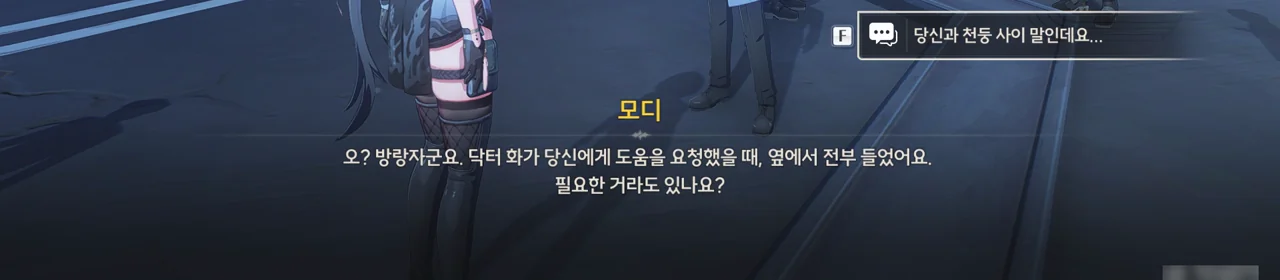 F 당신과 천둥 사이 말인데요...
모디
오? 방랑자군요. 닥터 화가 당신에게 도움을 요청했을 때, 옆에서 전부 들었어요.
필요한 거라도 있나요?